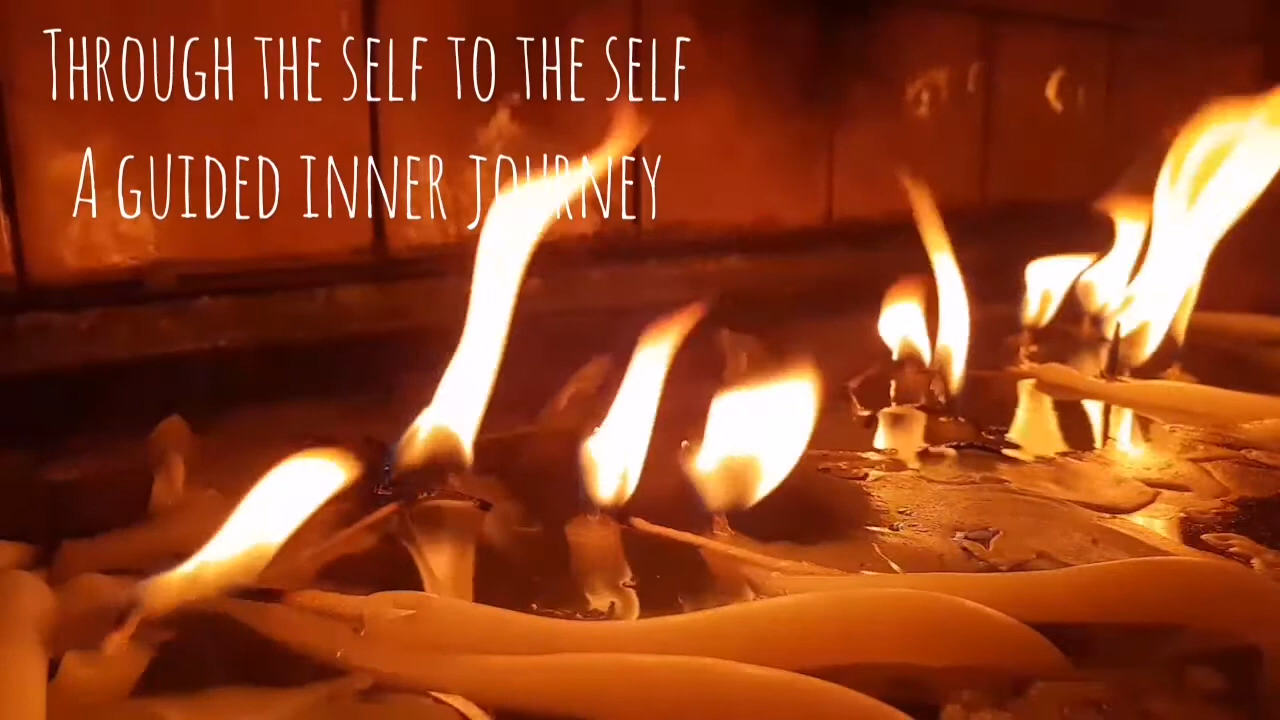 Through the self to the self
A guided inner journey